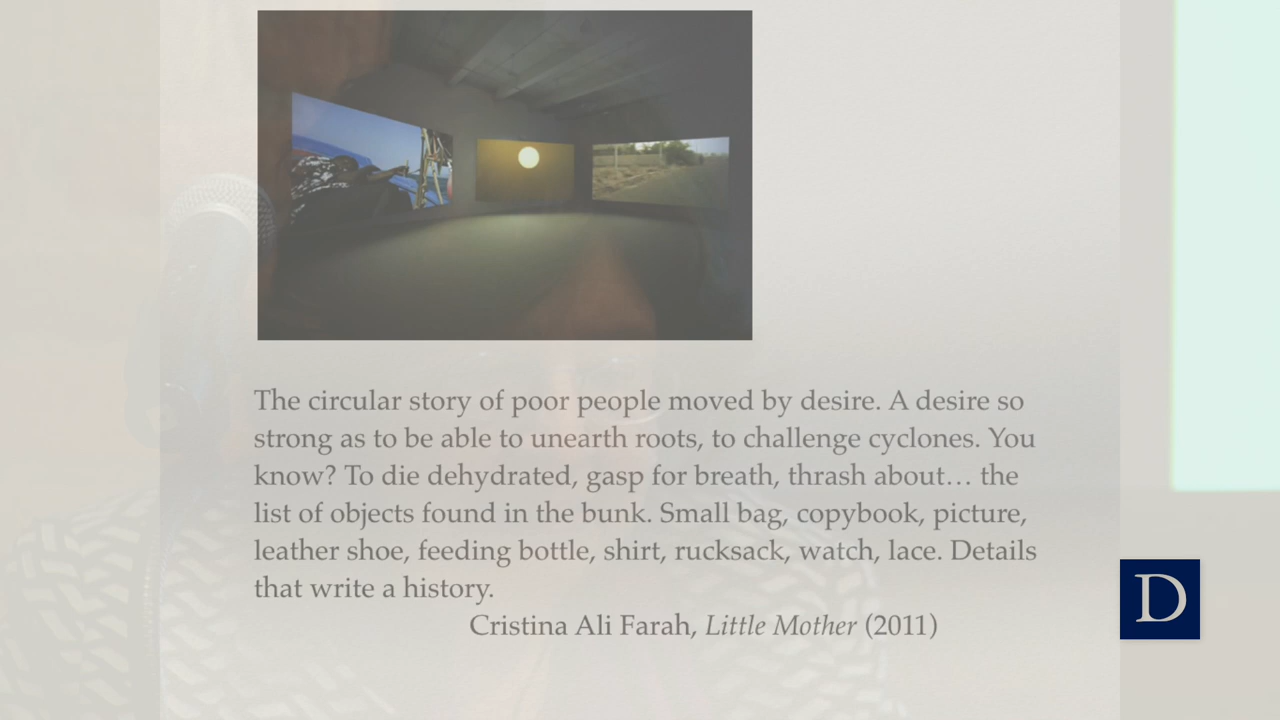 The circular story of poor people moved by desire. A desire so
strong as to be able to unearth roots, to challenge cyclones. You
know? To die dehydrated, gasp for breath, thrash about… the
list of objects found in the bunk. Small bag, copybook, picture,
leather shoe, feeding bottle, shirt, rucksack, watch, lace. Details
that write a history.
Cristina Ali Farah, Little Mother (2011)
D